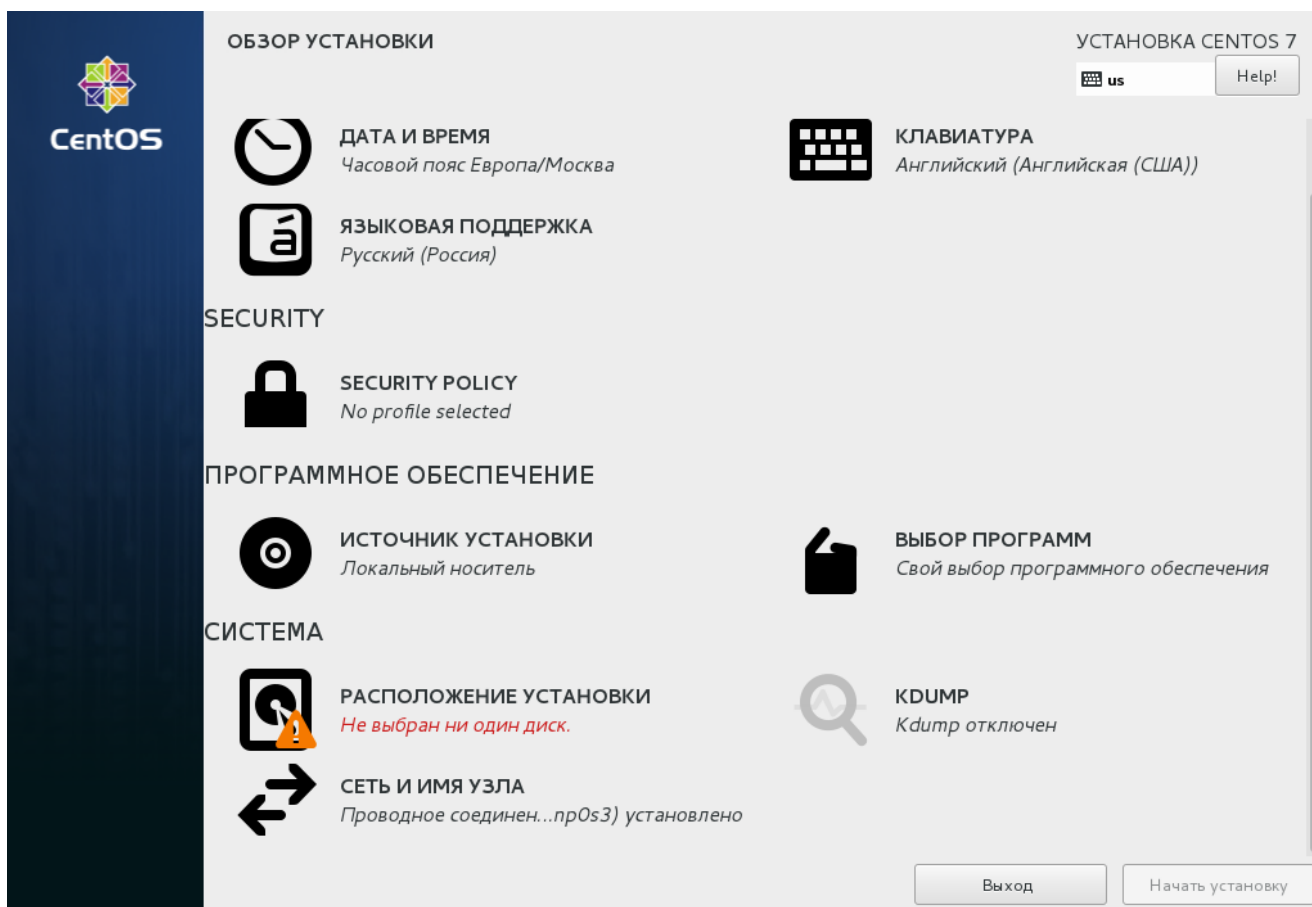 ОБЗОР УСТАНОВКИ
УСТАНОВКА CENTOS 7
us
Help!
CentOS
ДАТА И ВРЕМЯ
Часовой пояс Европа/Москва
КЛАВИАТУРА
Английский (Английская (США))
á
ЯЗЫКОВАЯ ПОДДЕРЖКА
Русский (Россия)
SECURITY
SECURITY POLICY
No profile selected
ПРОГРАММНОЕ ОБЕСПЕЧЕНИЕ
ИСТОЧНИК УСТАНОВКИ
Локальный носитель
ВЫБОР ПРОГРАММ
Свой выбор программного обеспечения
СИСТЕМА
РАСПОЛОЖЕНИЕ УСТАНОВКИ
Не выбран ни один диск.
KDUMP
Kdump отключен
СЕТЬ И ИМЯ УЗЛА
Проводное соединен...np0s3) установлено
Выход
Начать установку